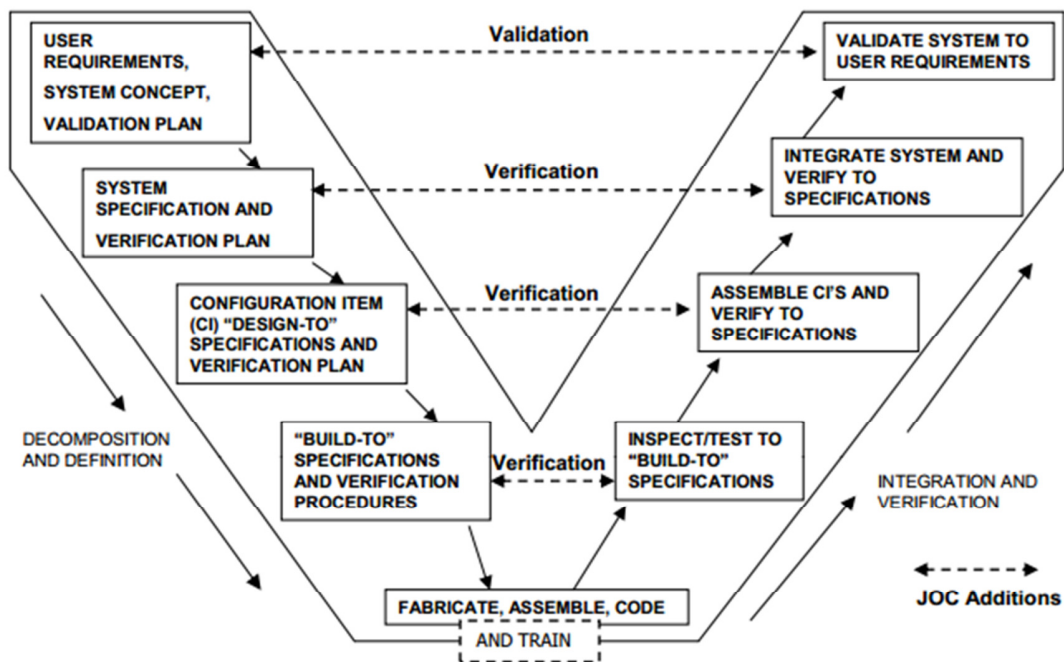 USER
REQUIREMENTS,
SYSTEM CONCEPT,
VALIDATION PLAN
Validation
VALIDATE SYSTEM TO
USER REQUIREMENTS
SYSTEM
SPECIFICATION AND
VERIFICATION PLAN
Verification
INTEGRATE SYSTEM AND
VERIFY TO
SPECIFICATIONS
CONFIGURATION ITEM
(CI) “DESIGN-TO”
SPECIFICATIONS AND
VERIFICATION PLAN
Verification
ASSEMBLE CI'S AND
VERIFY TO
SPECIFICATIONS
DECOMPOSITION
AND DEFINITION
“BUILD-TO”
SPECIFICATIONS
AND VERIFICATION
PROCEDURES
Verification
INSPECT/TEST TO
“BUILD-TO”
SPECIFICATIONS
INTEGRATION AND
VERIFICATION
FABRICATE, ASSEMBLE, CODE
AND TRAIN
JOC Additions